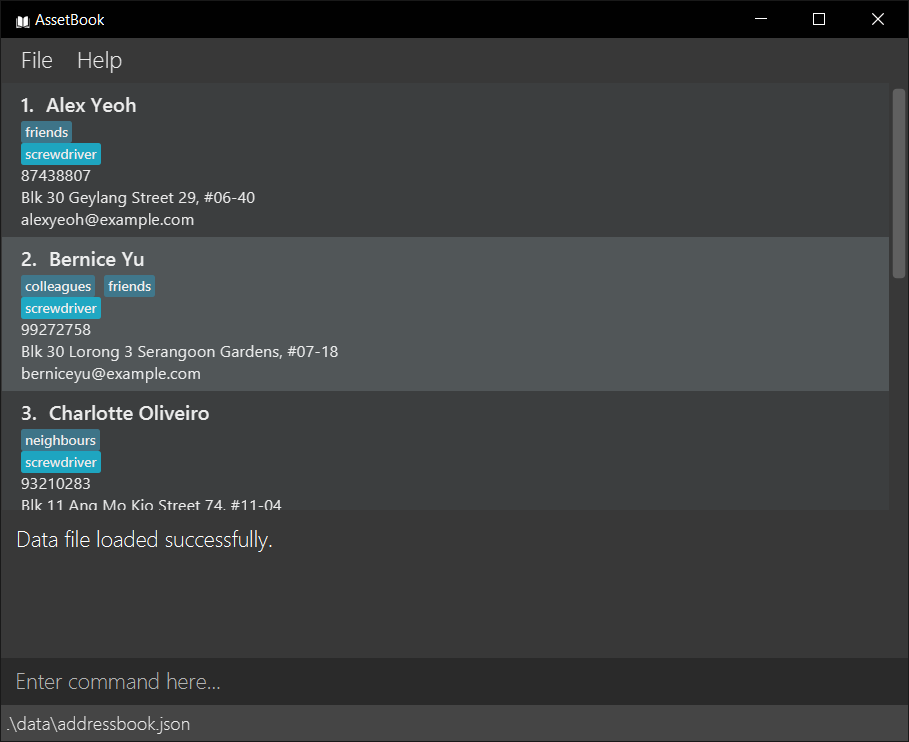 AssetBook
File Help
1. Alex Yeoh
friends
screwdriver
87438807
Blk 30 Geylang Street 29, #06-40
alexyeoh@example.com
2. Bernice Yu
colleagues friends
screwdriver
99272758
Blk 30 Lorong 3 Serangoon Gardens, #07-18
berniceyu@example.com
3. Charlotte Oliveiro
neighbours
screwdriver
93210283
Blk 11 Ang Mo Kio Street 74, #11-04
Data file loaded successfully.
Enter command here...
.\data\addressbook.json